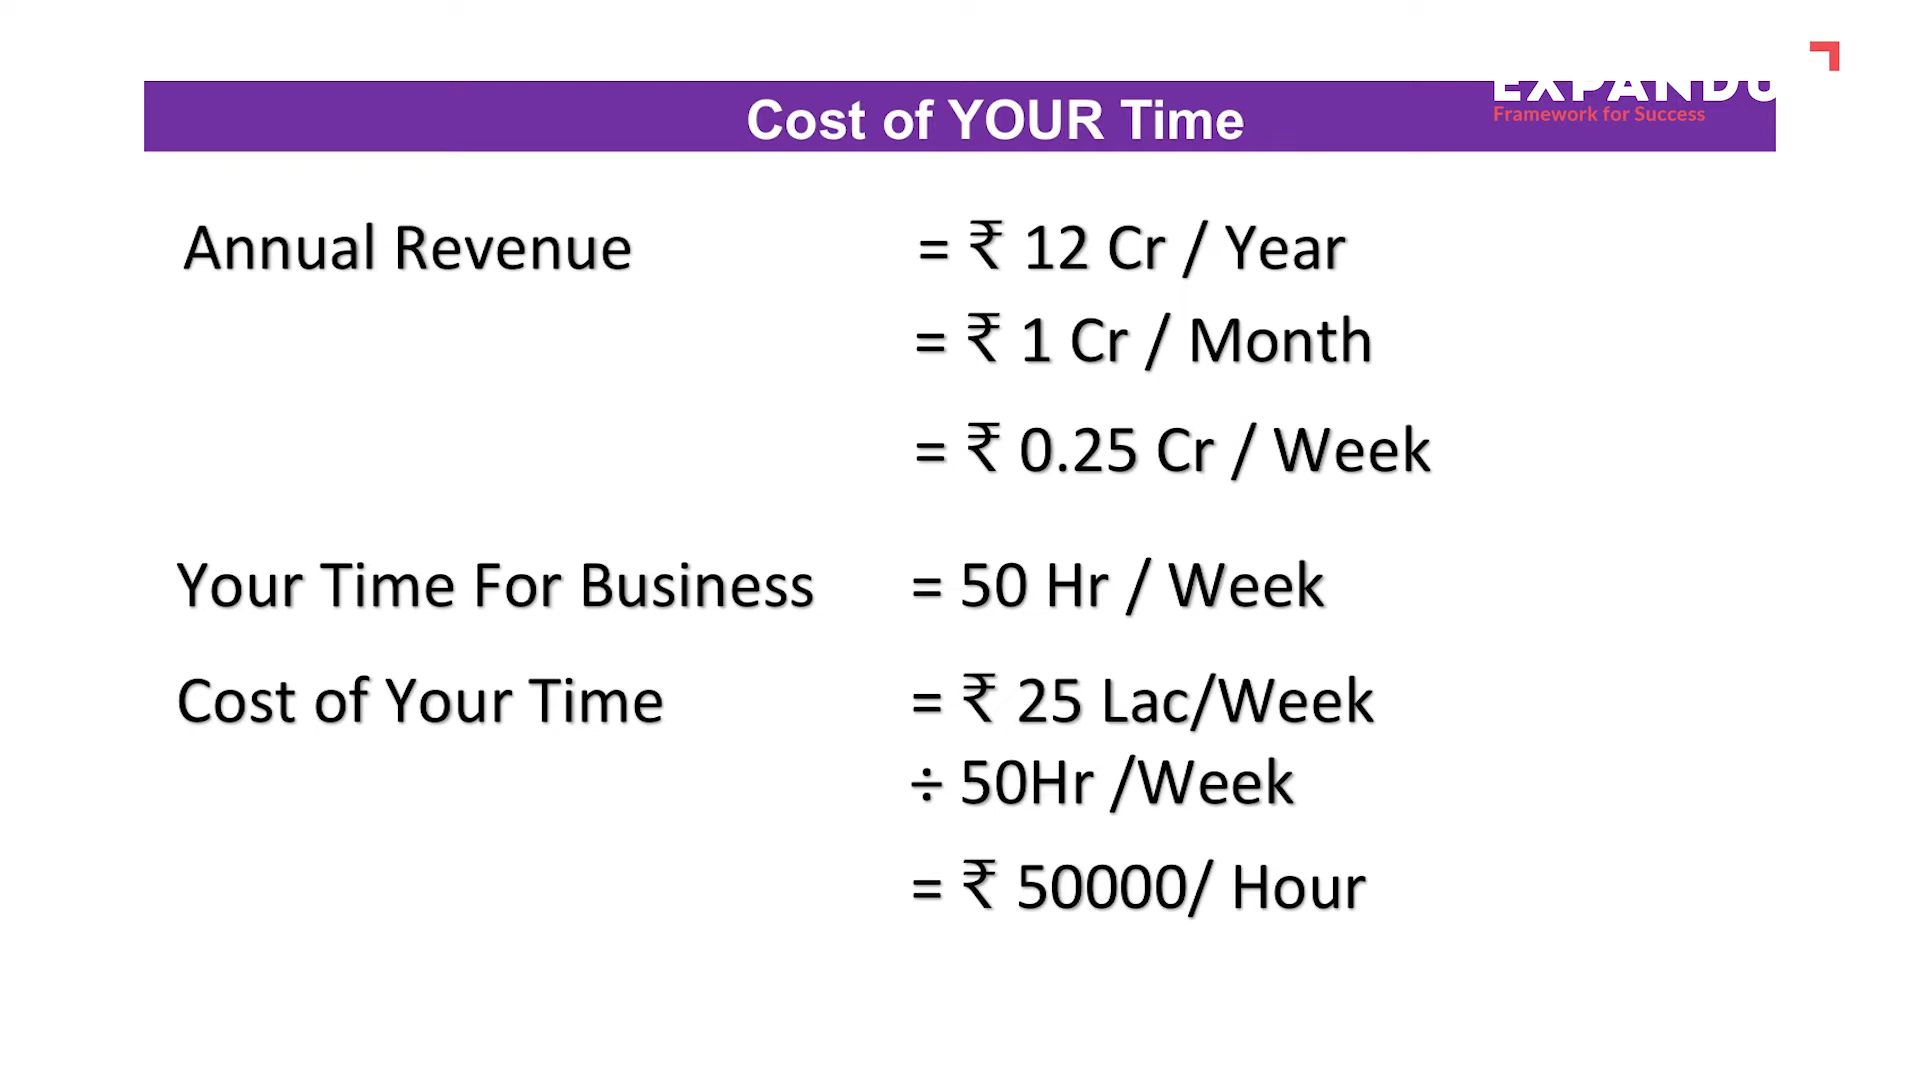 EXPANDU
Cost of YOUR Time
Framework for Success
Annual Revenue = ₹ 12 Cr / Year
= ₹ 1 Cr / Month
= ₹ 0.25 Cr / Week
Your Time For Business = 50 Hr / Week
Cost of Your Time = ₹ 25 Lac/Week
÷ 50Hr /Week
= ₹ 50000/ Hour